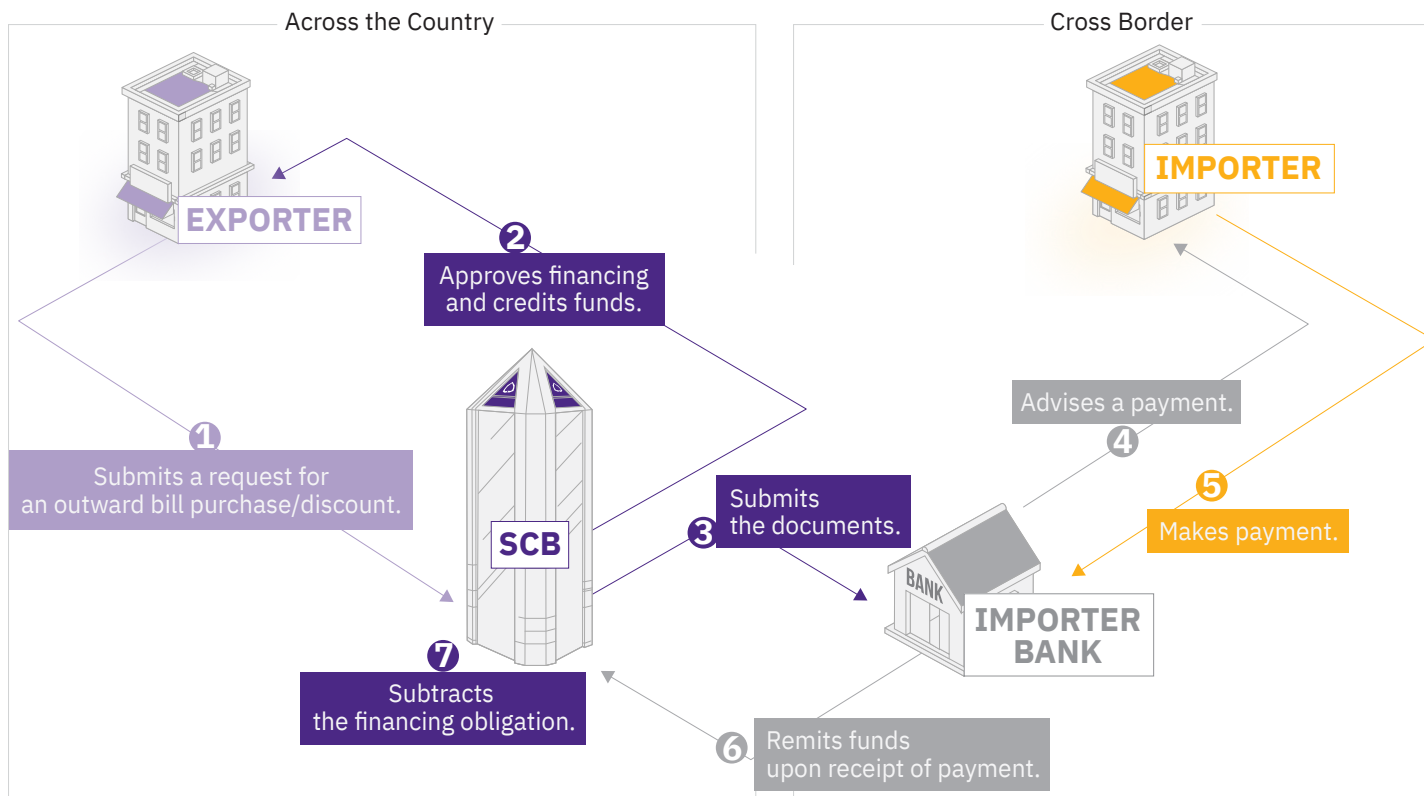 Across the Country
Cross Border
EXPORTER
IMPORTER
2
Approves financing
and credits funds.
Advises a payment.
4
1
Submits a request for
an outward bill purchase/discount.
5
Makes payment.
SCB
3
Submits
the documents.
BANK
IMPORTER
BANK
7
Subtracts
the financing obligation.
6
Remits funds
upon receipt of payment.